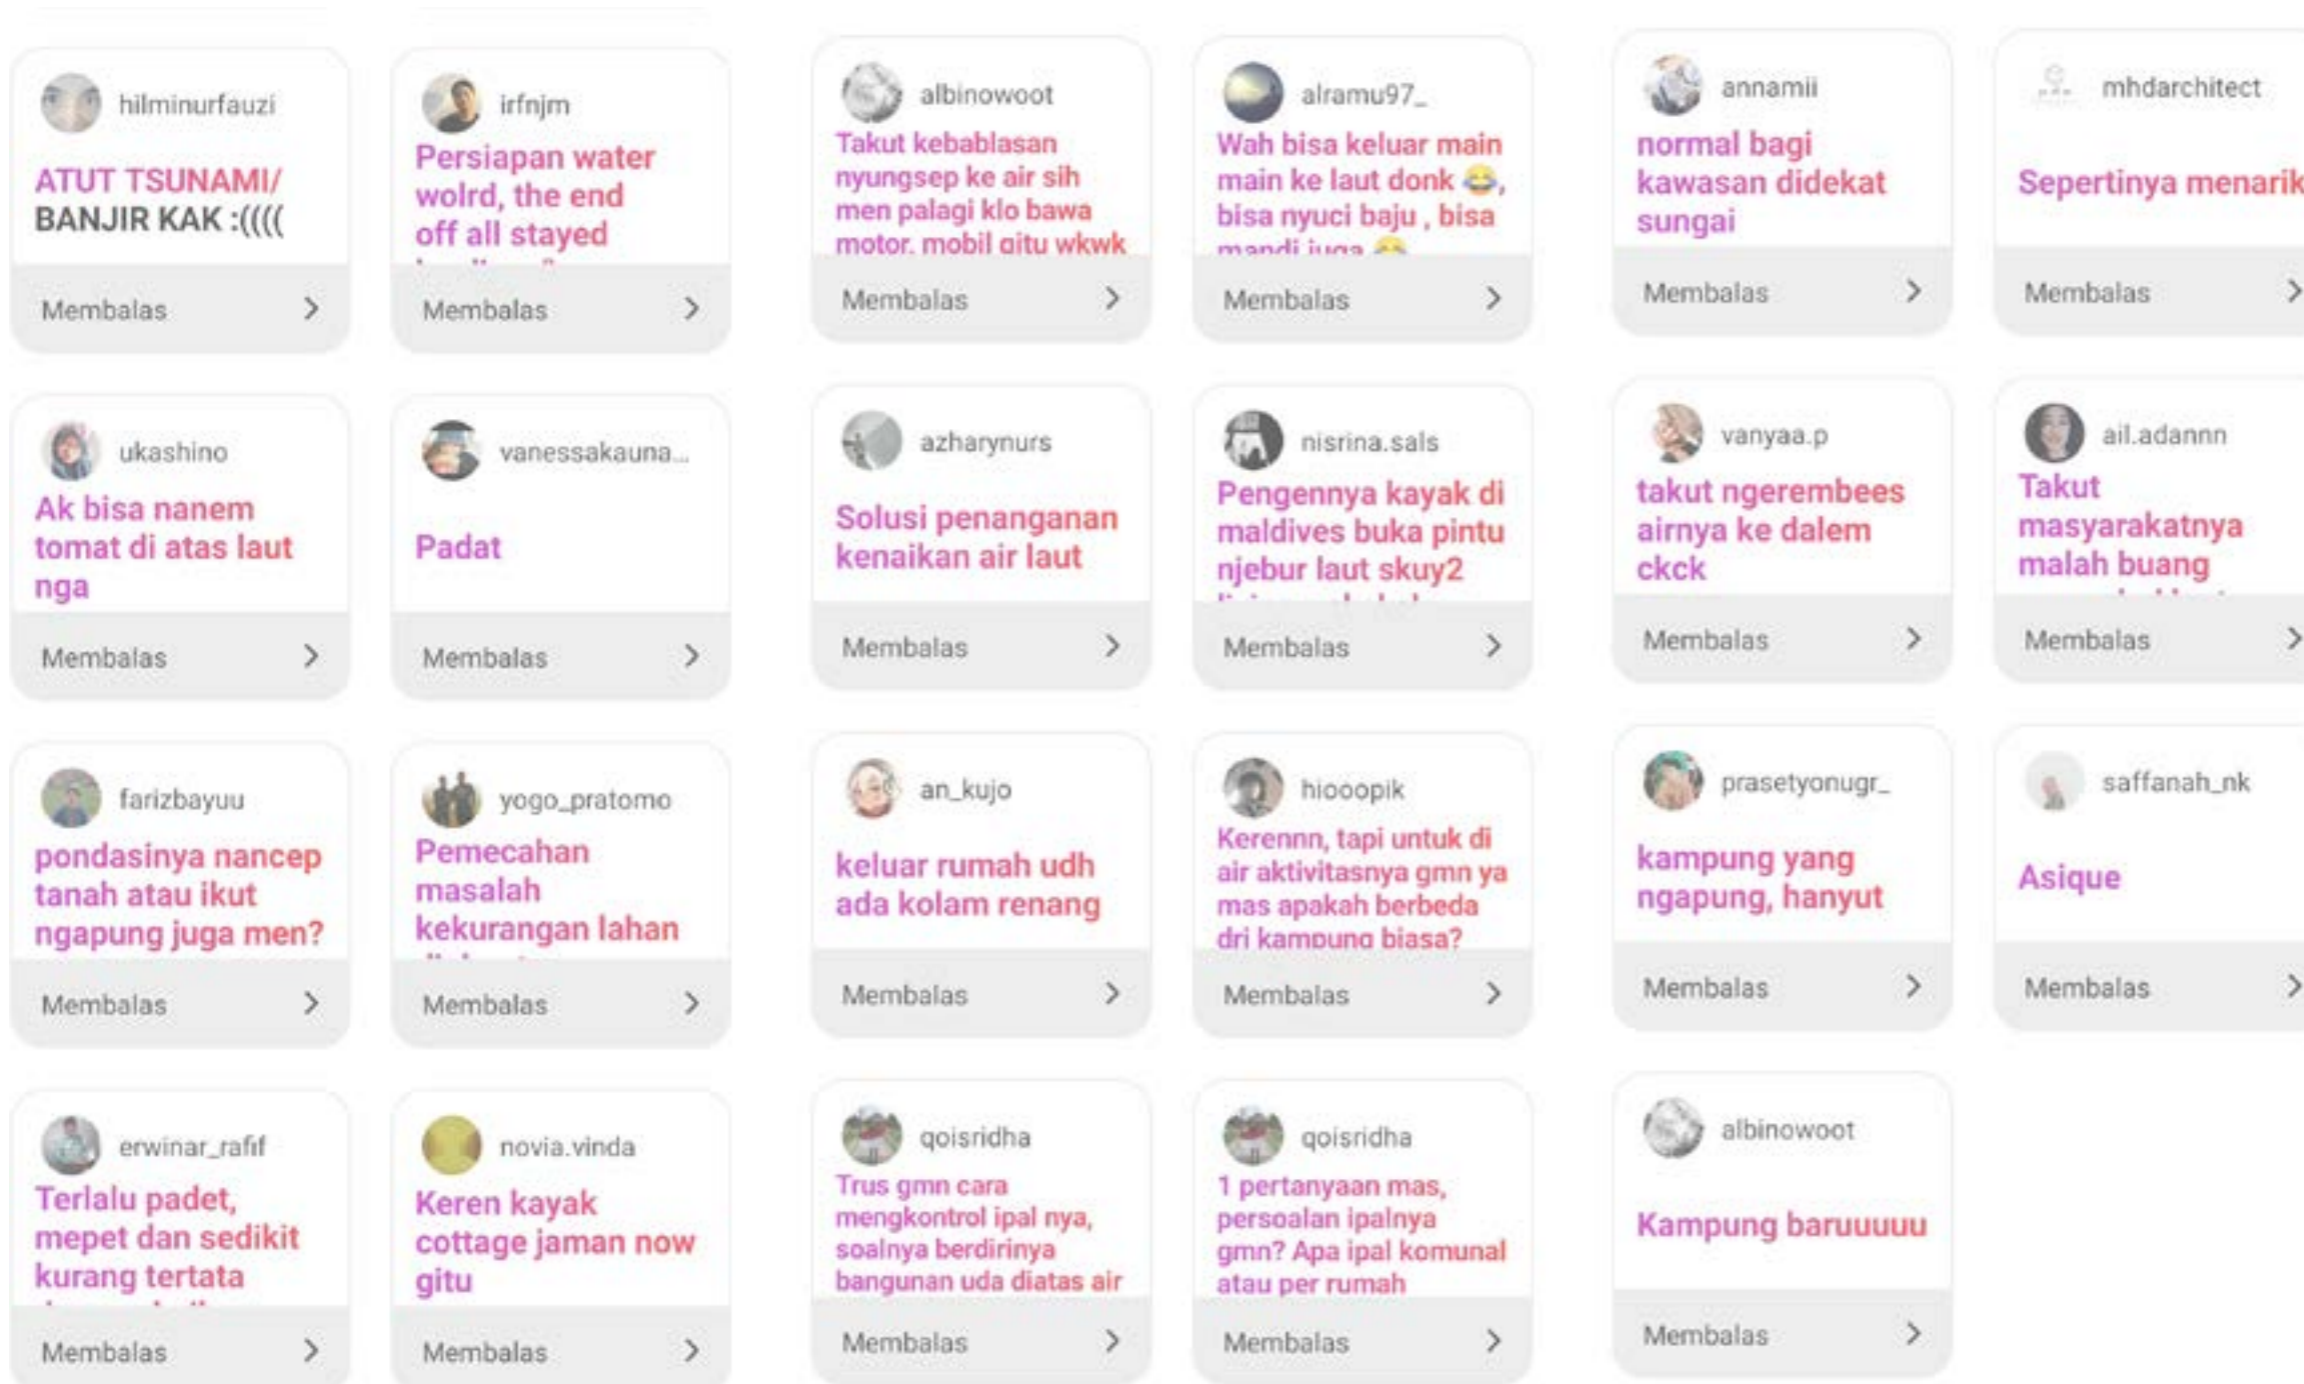 hilminurfauzi
ATUT TSUNAMI/
BANJIR KAK :((((
Membalas
irfnjm
Persiapan water
wolrd, the end
off all stayed
Membalas
albinowoot
Takut kebablasan
nyungsep ke air sih
men palagi klo bawa
motor, mobil gitu wkwk
Membalas
alramu97_
Wah bisa keluar main
main ke laut donk 😂,
bisa nyuci baju , bisa
mandi juga 😂
Membalas
annamii
normal bagi
kawasan didekat
sungai
Membalas
mhdarchitect
Sepertinya menarik
Membalas
ukashino
Ak bisa nanem
tomat di atas laut
nga
Membalas
vanessakauna...
Padat
Membalas
azharynurs
Solusi penanganan
kenaikan air laut
Membalas
nisrina.sals
Pengennya kayak di
maldives buka pintu
njebur laut skuy2
Membalas
vanyaa.p
takut ngerembees
airnya ke dalem
ckck
Membalas
ail.adannn
Takut
masyarakatnya
malah buang
Membalas
farizbayuu
pondasinya nancep
tanah atau ikut
ngapung juga men?
Membalas
yogo_pratomo
Pemecahan
masalah
kekurangan lahan
Membalas
an_kujo
keluar rumah udh
ada kolam renang
Membalas
hiooopik
Kerennn, tapi untuk di
air aktivitasnya gmn ya
mas apakah berbeda
dri kampung biasa?
Membalas
prasetyonugr_
kampung yang
ngapung, hanyut
Membalas
saffanah_nk
Asique
Membalas
erwinar_rafif
Terlalu padet,
mepet dan sedikit
kurang tertata
Membalas
novia.vinda
Keren kayak
cottage jaman now
gitu
Membalas
qoisridha
Trus gmn cara
mengkontrol ipal nya,
soalnya berdirinya
bangunan uda diatas air
Membalas
qoisridha
1 pertanyaan mas,
persoalan ipalnya
gmn? Apa ipal komunal
atau per rumah
Membalas
albinowoot
Kampung baruuuuu
Membalas